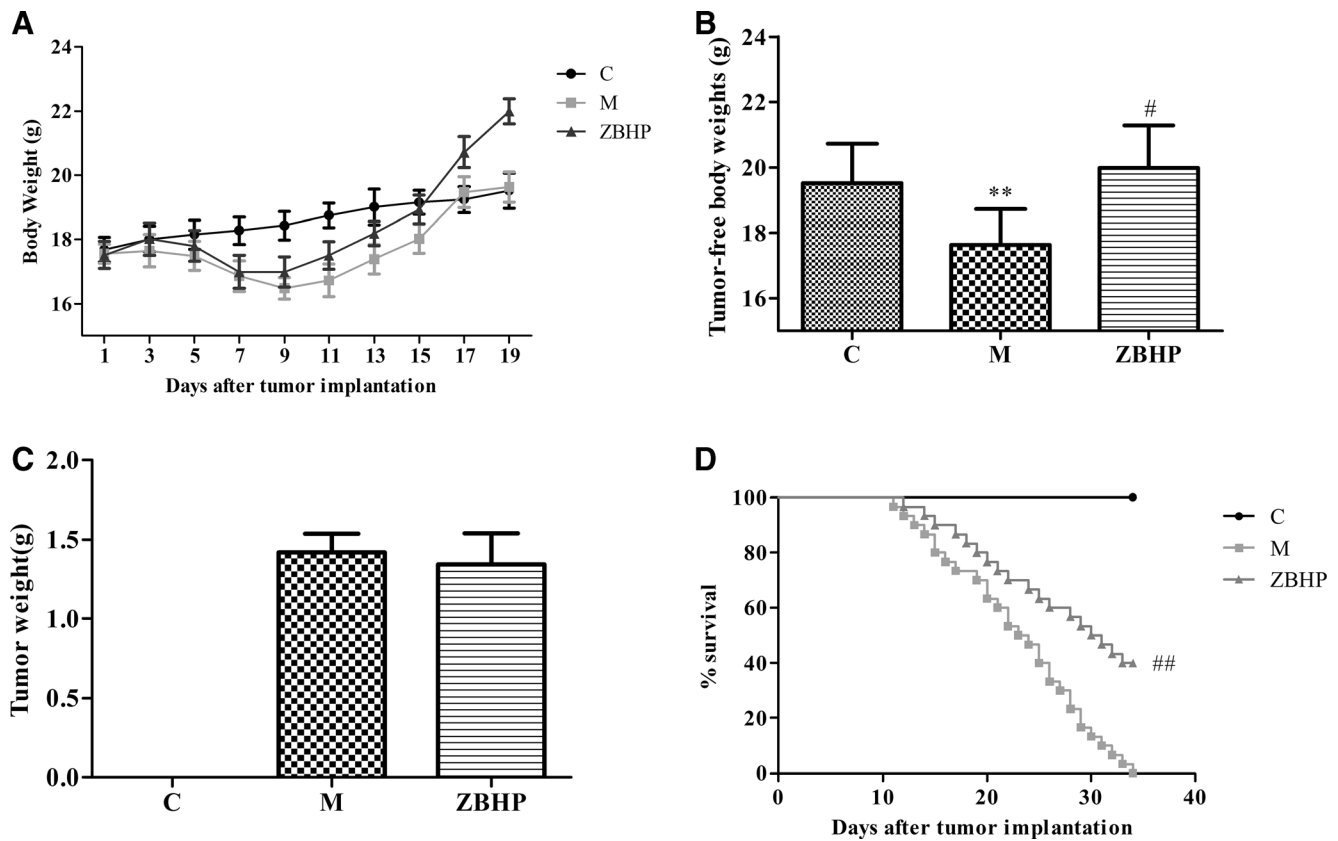 A
24
22
20
18
16
Body Weight (g)
1 3 5 7 9 11 13 15 17 19
Days after tumor implantation
C
M
ZBHP
B
24
22
20
18
16
Tumor-free body weights (g)
**
#
C M ZBHP
C
2.0
1.5
1.0
0.5
0.0
Tumor weight(g)
C M ZBHP
D
100
80
60
40
20
0
% survival
0 10 20 30 40
Days after tumor implantation
##
C
M
ZBHP